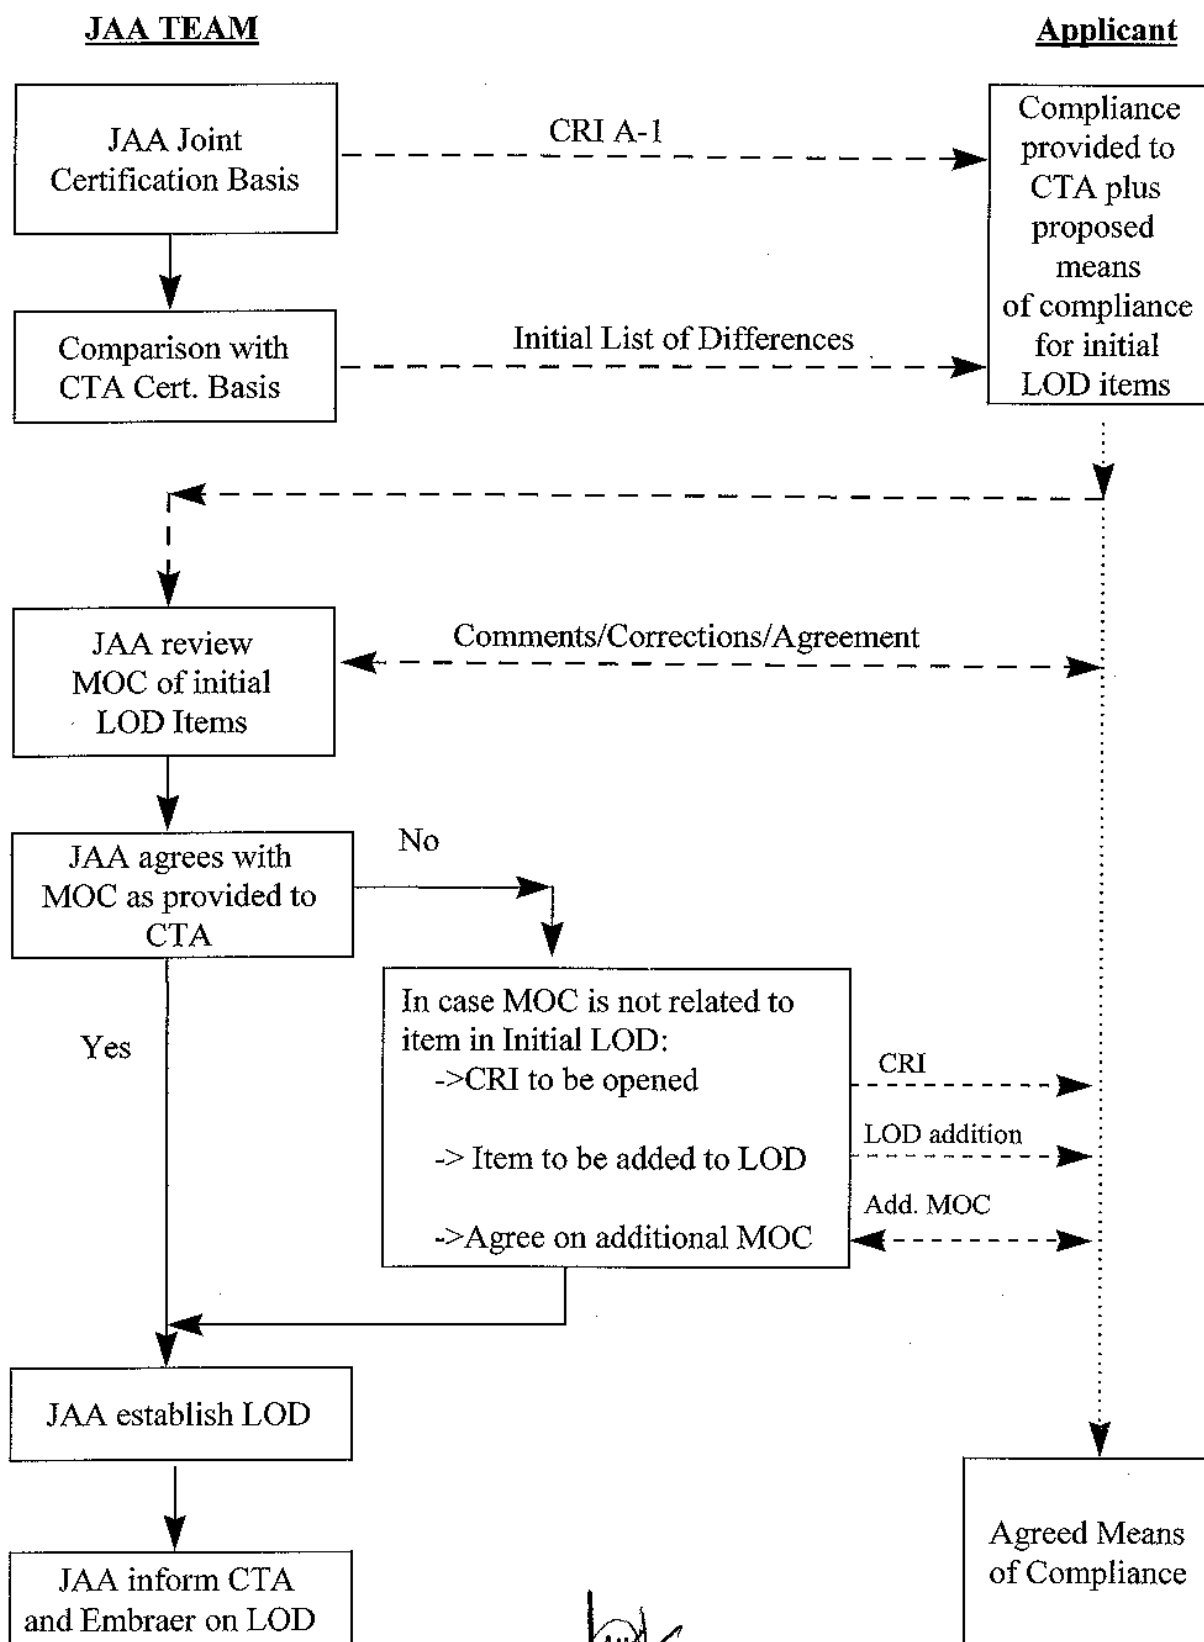 JAA TEAM
Applicant
JAA Joint
Certification Basis
CRI A-1
Compliance
provided to
CTA plus
proposed
means
of compliance
for initial
LOD items
Comparison with
CTA Cert. Basis
Initial List of Differences
JAA review
MOC of initial
LOD Items
Comments/Corrections/Agreement
JAA agrees with
MOC as provided to
CTA
No
Yes
In case MOC is not related to
item in Initial LOD:
->CRI to be opened
-> Item to be added to LOD
->Agree on additional MOC
CRI
LOD addition
Add. MOC
JAA establish LOD
JAA inform CTA
and Embraer on LOD
Agreed Means
of Compliance